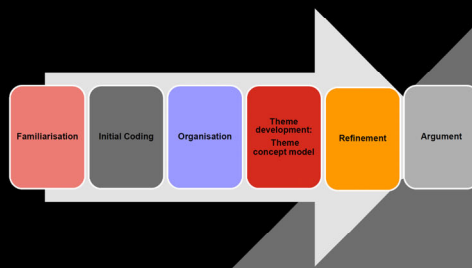 Familiarisation
Initial Coding
Organisation
Theme
development:
Theme
concept model
Refinement
Argument